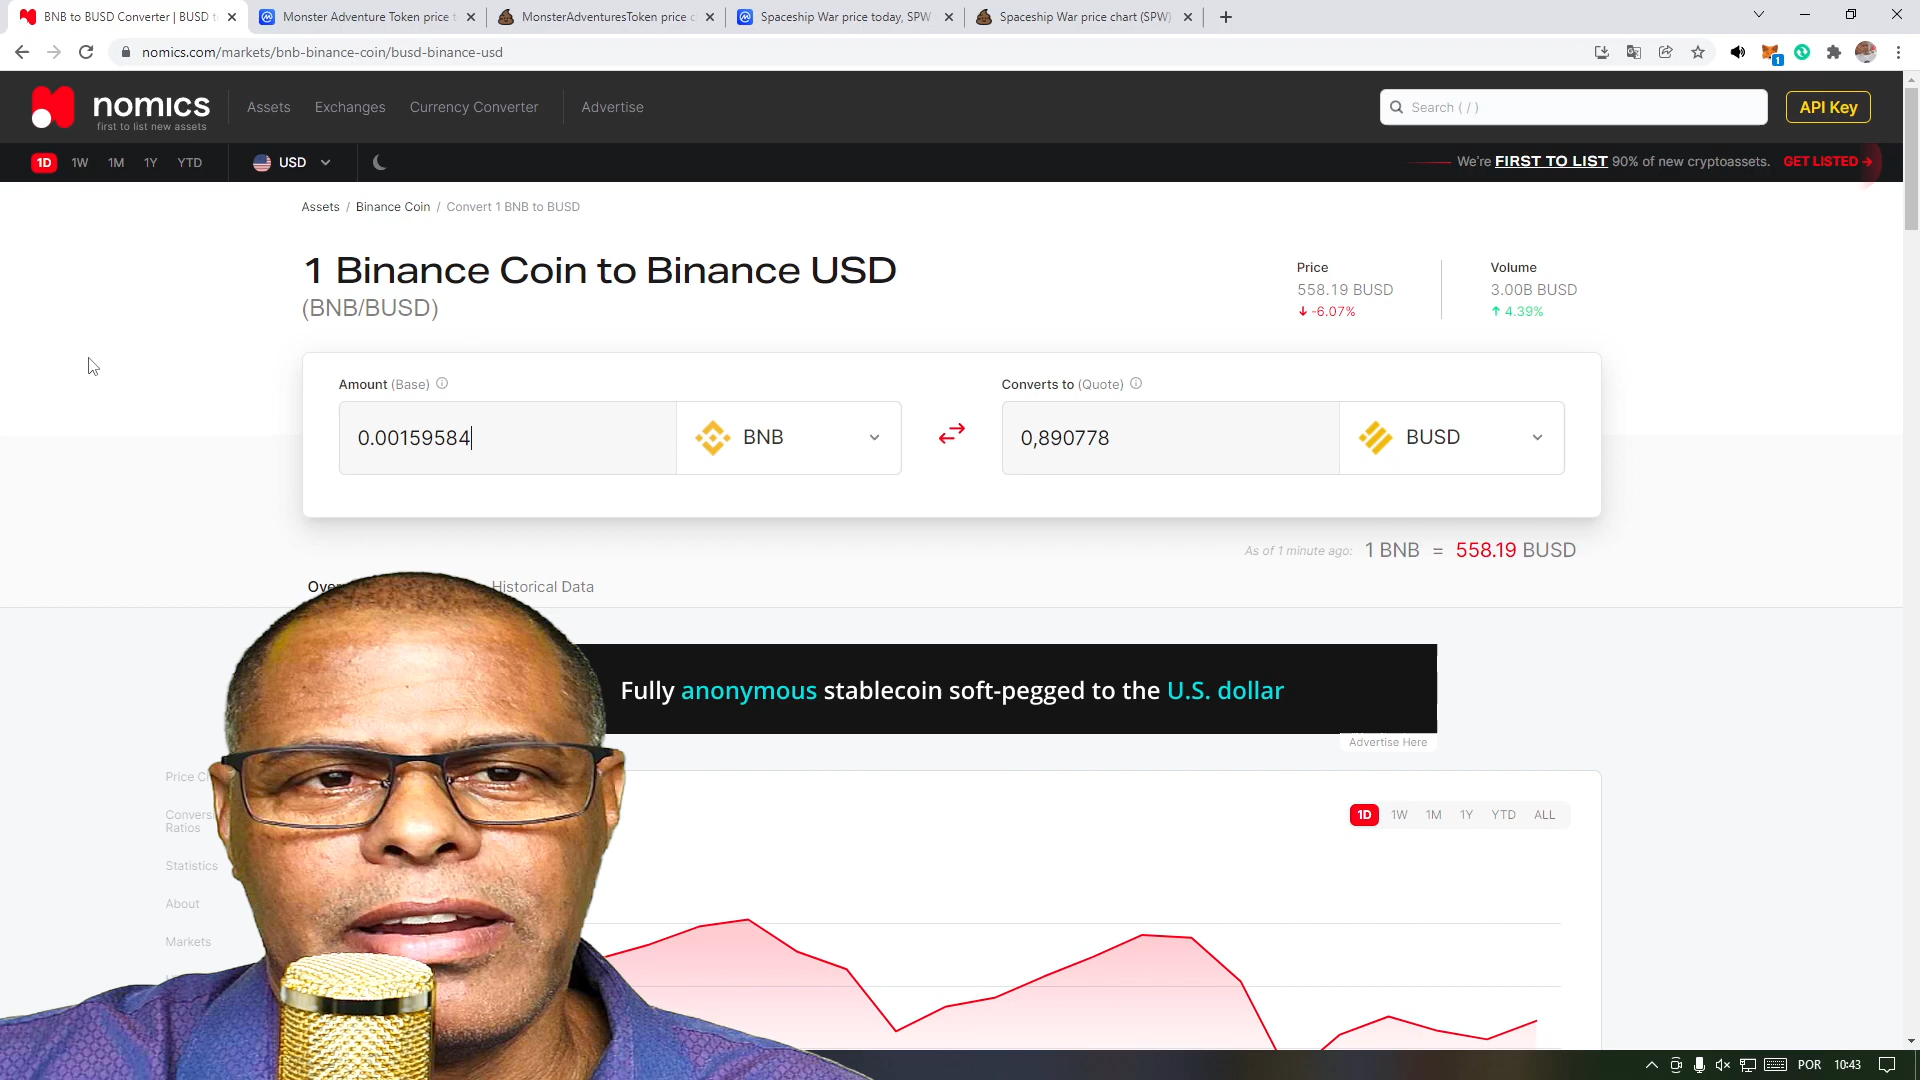 BNB to BUSD Converter | BUSD t
Monster Adventure Token price t
MonsterAdventuresToken price c
Spaceship War price today, SPW
Spaceship War price chart (SPW)
nomics.com/markets/bnb-binance-coin/busd-binance-usd
1
nomics
first to list new assets
Assets
Exchanges
Currency Converter
Advertise
Search ( / )
API Key
1D 1W 1M 1Y YTD
USD
We're FIRST TO LIST 90% of new cryptoassets. GET LISTED →
Assets / Binance Coin / Convert 1 BNB to BUSD
1 Binance Coin to Binance USD
(BNB/BUSD)
Price
558.19 BUSD
↓ -6.07%
Volume
3.00B BUSD
↑ 4.39%
Amount (Base)
0.00159584
BNB
Converts to (Quote)
0,890778
BUSD
As of 1 minute ago: 1 BNB = 558.19 BUSD
Ove
Historical Data
Fully anonymous stablecoin soft-pegged to the U.S. dollar
Advertise Here
Price C
Convers
Ratios
Statistics
About
Markets
1D 1W 1M 1Y YTD ALL
POR 10:43